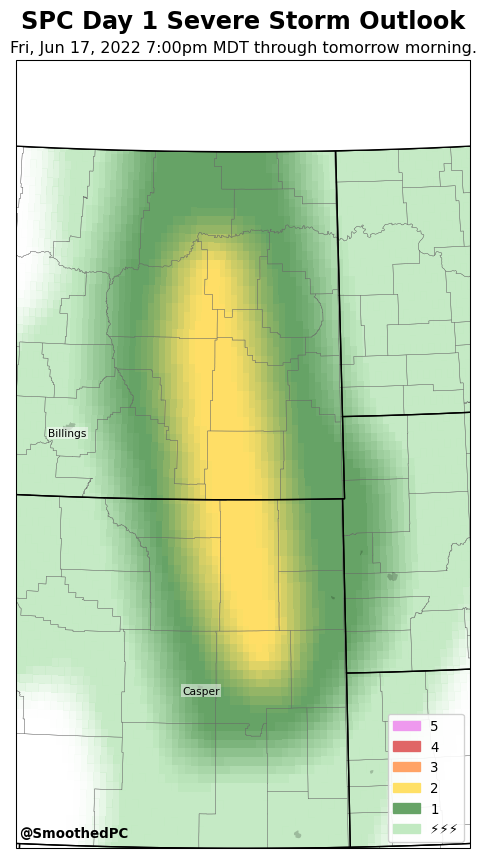 SPC Day 1 Severe Storm Outlook
Fri, Jun 17, 2022 7:00pm MDT through tomorrow morning.
Billings
Casper
5
4
3
2
1
⚡⚡⚡
@SmoothedPC